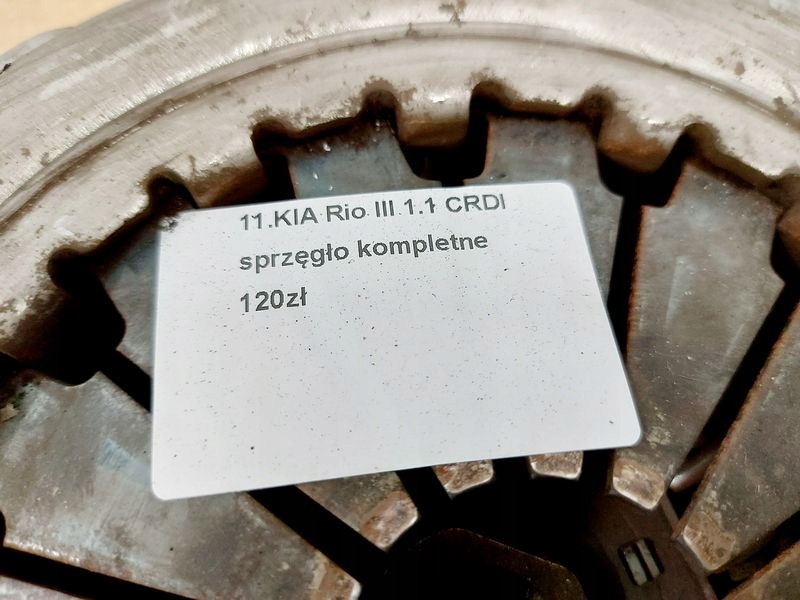 11.KIA Rio III 1.1 CRDI
sprzęgło kompletne
120zł